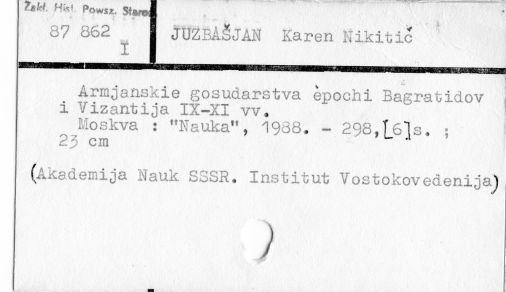 Zakł. Hist. Powsz. Staroż.
87 862
I
JUZBAŠJAN Karen Nikitič
Armjanskie gosudarstva èpochi Bagratidov
i Vizantija IX-XI vv.
Moskva : "Nauka", 1988. - 298,[6]s. ;
23 cm
(Akademija Nauk SSSR. Institut Vostokovedenija)